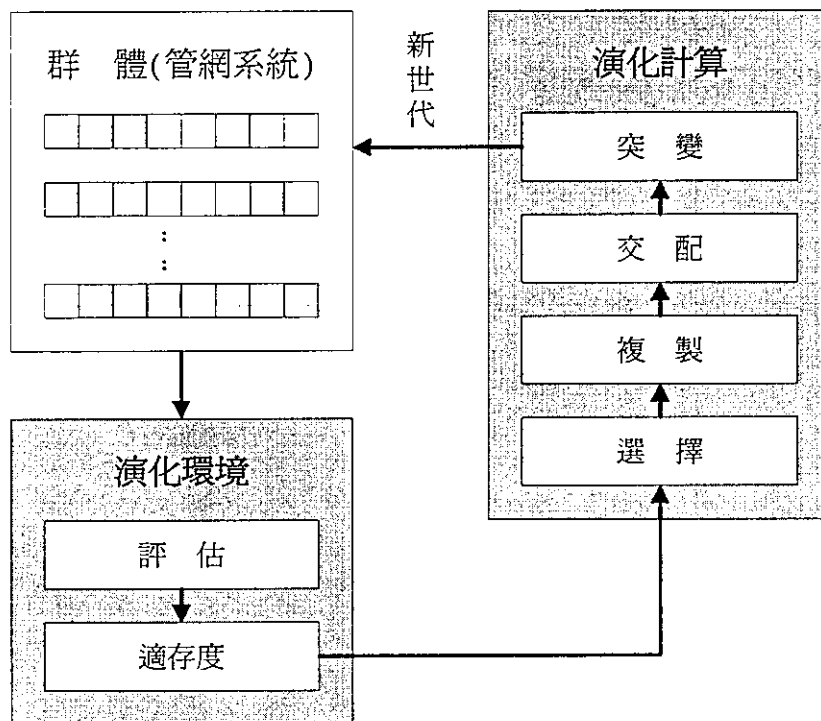 群 體(管網系統)
:
:
新世代
演化計算
突 變
交 配
複 製
選 擇
演化環境
評 估
適存度